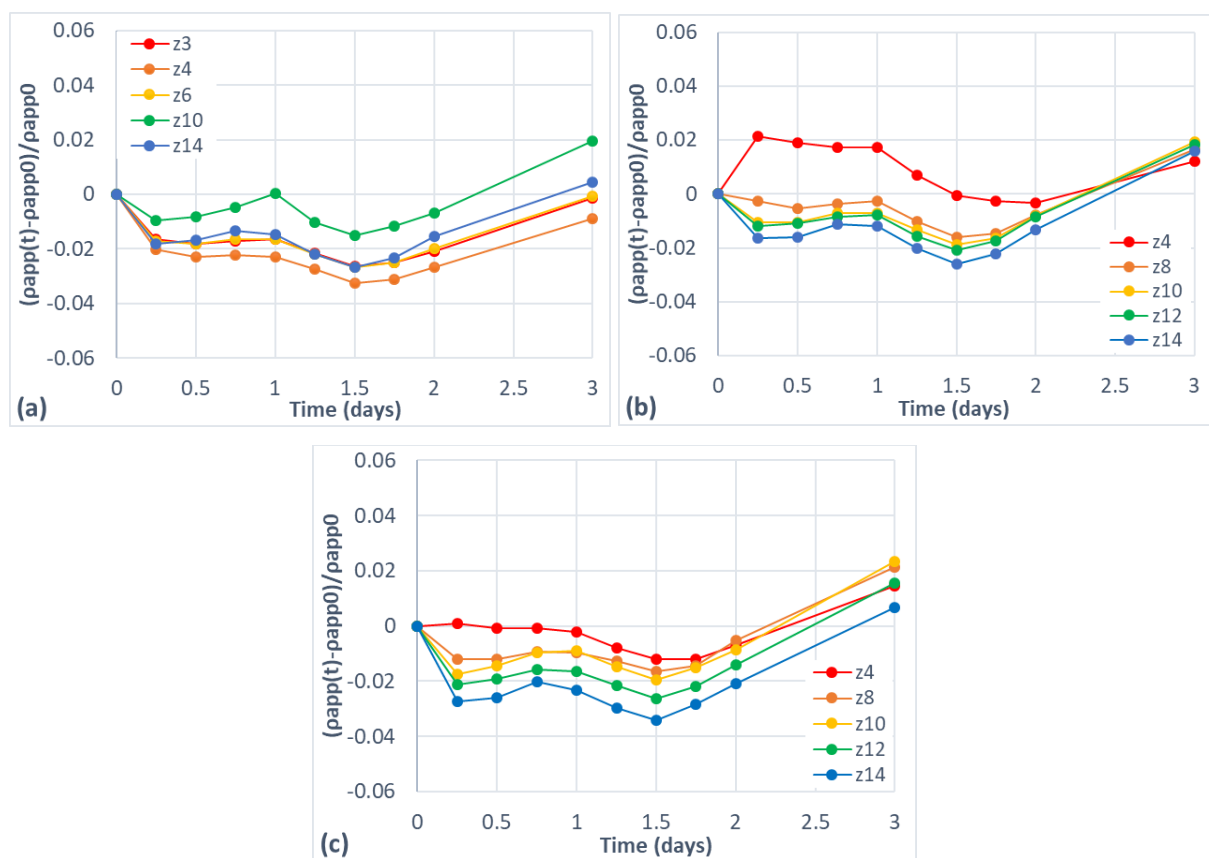 0.06
0.04
0.02
0
-0.02
-0.04
-0.06
(ρapp(t)-ρapp0)/ρapp0
z3
z4
z6
z10
z14
0 0.5 1 1.5 2 2.5 3
Time (days)
(a)
0.06
0.04
0.02
0
-0.02
-0.04
-0.06
(ρapp(t)-ρapp0)/ρapp0
z4
z8
z10
z12
z14
0 0.5 1 1.5 2 2.5 3
Time (days)
(b)
0.06
0.04
0.02
0
-0.02
-0.04
-0.06
(ρapp(t)-ρapp0)/ρapp0
z4
z8
z10
z12
z14
0 0.5 1 1.5 2 2.5 3
Time (days)
(c)